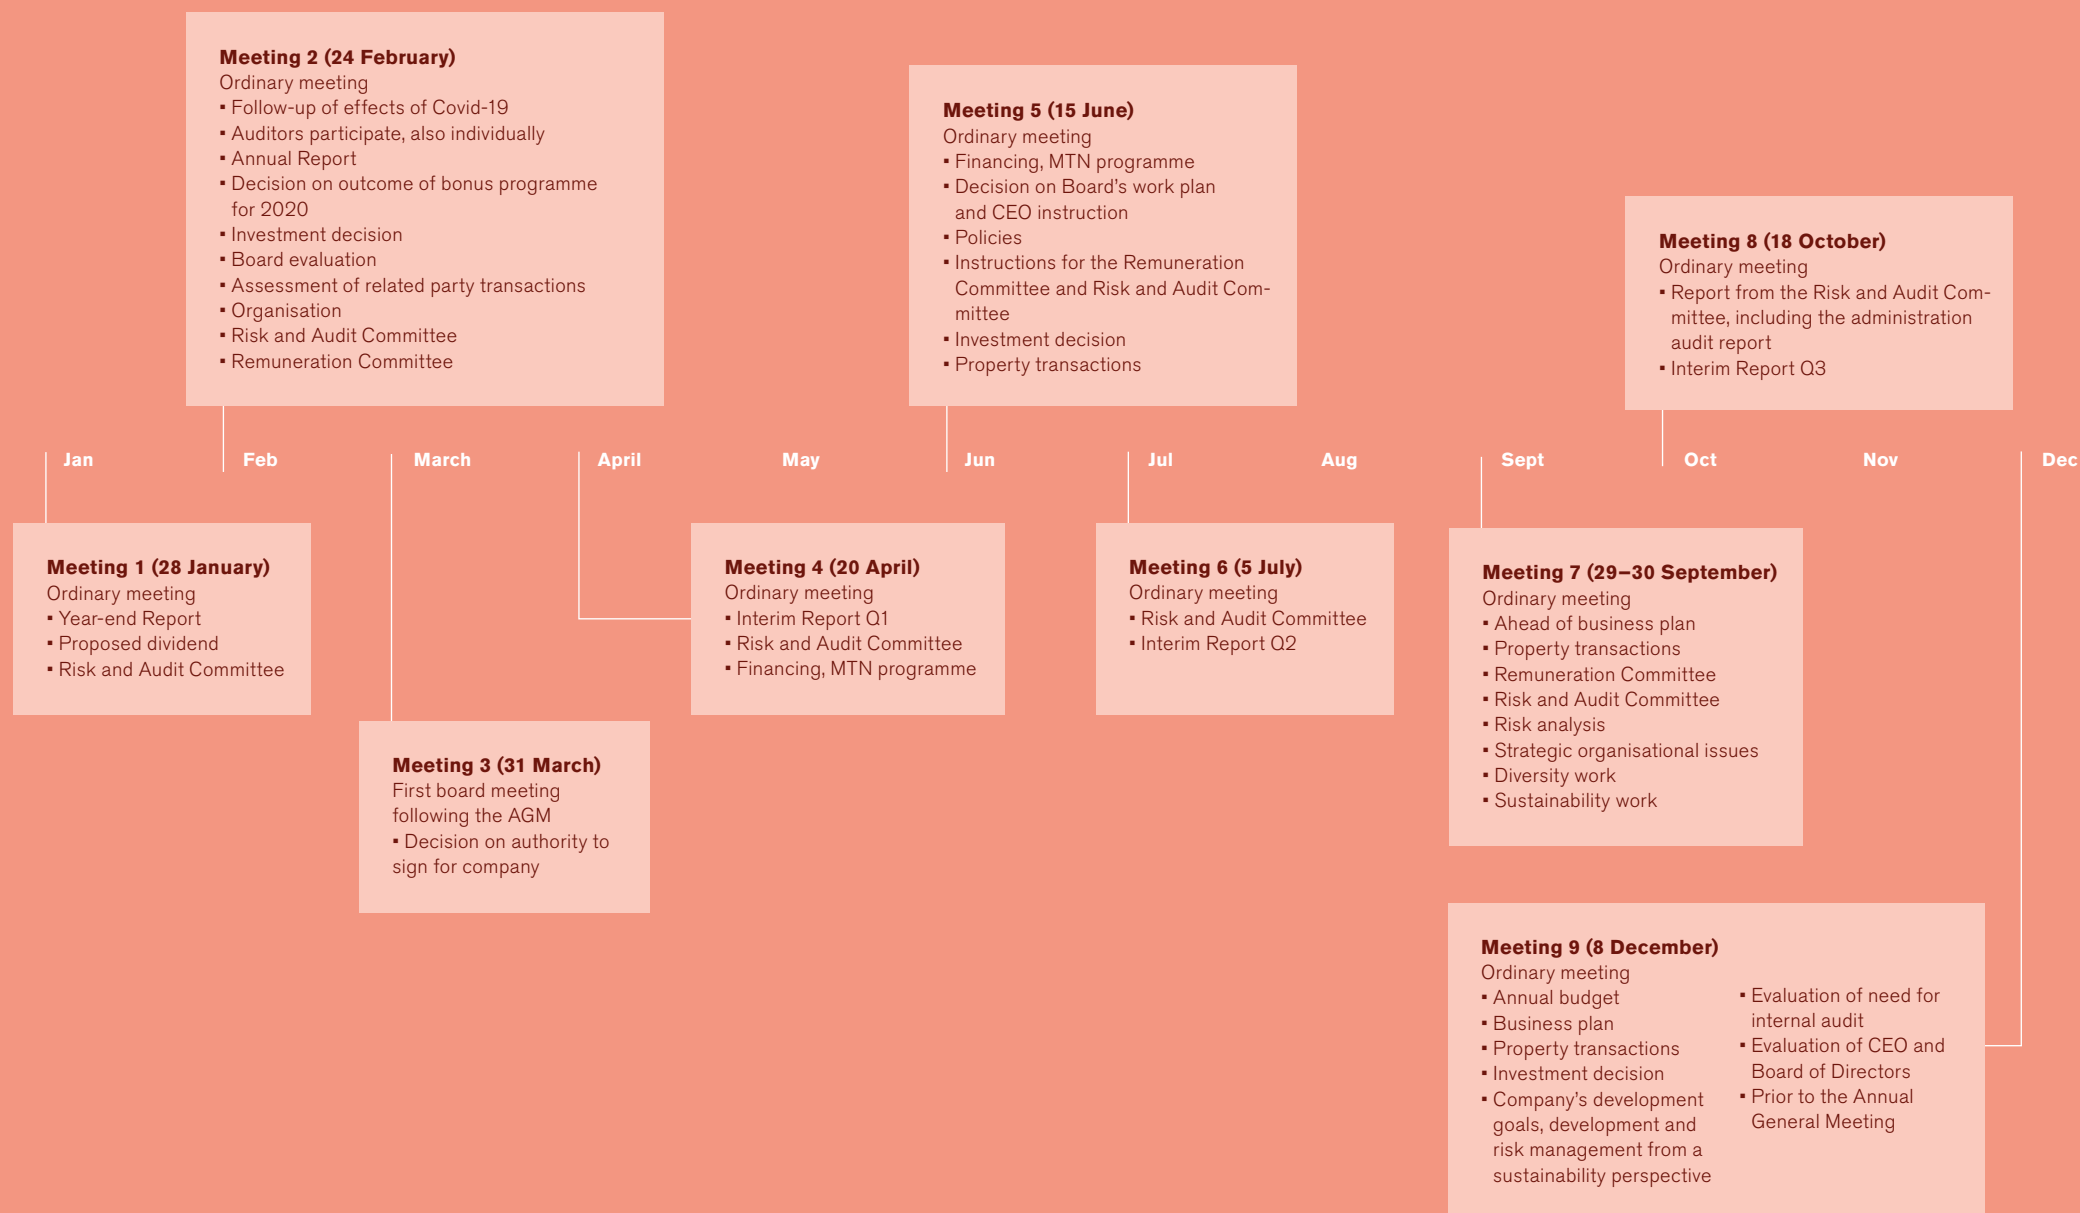 Meeting 2 (24 February)
Ordinary meeting
▪ Follow-up of effects of Covid-19
▪ Auditors participate, also individually
▪ Annual Report
▪ Decision on outcome of bonus programme
for 2020
▪ Investment decision
▪ Board evaluation
▪ Assessment of related party transactions
▪ Organisation
▪ Risk and Audit Committee
▪ Remuneration Committee
Meeting 5 (15 June)
Ordinary meeting
▪ Financing, MTN programme
▪ Decision on Board's work plan
and CEO instruction
▪ Policies
▪ Instructions for the Remuneration
Committee and Risk and Audit Com-
mittee
▪ Investment decision
▪ Property transactions
Meeting 8 (18 October)
Ordinary meeting
▪ Report from the Risk and Audit Com-
mittee, including the administration
audit report
▪ Interim Report Q3
Jan Feb March April May Jun Jul Aug Sept Oct Nov Dec
Meeting 1 (28 January)
Ordinary meeting
▪ Year-end Report
▪ Proposed dividend
▪ Risk and Audit Committee
Meeting 3 (31 March)
First board meeting
following the AGM
▪ Decision on authority to
sign for company
Meeting 4 (20 April)
Ordinary meeting
▪ Interim Report Q1
▪ Risk and Audit Committee
▪ Financing, MTN programme
Meeting 6 (5 July)
Ordinary meeting
▪ Risk and Audit Committee
▪ Interim Report Q2
Meeting 7 (29–30 September)
Ordinary meeting
▪ Ahead of business plan
▪ Property transactions
▪ Remuneration Committee
▪ Risk and Audit Committee
▪ Risk analysis
▪ Strategic organisational issues
▪ Diversity work
▪ Sustainability work
Meeting 9 (8 December)
Ordinary meeting
▪ Annual budget
▪ Business plan
▪ Property transactions
▪ Investment decision
▪ Company's development
goals, development and
risk management from a
sustainability perspective
▪ Evaluation of need for
internal audit
▪ Evaluation of CEO and
Board of Directors
▪ Prior to the Annual
General Meeting